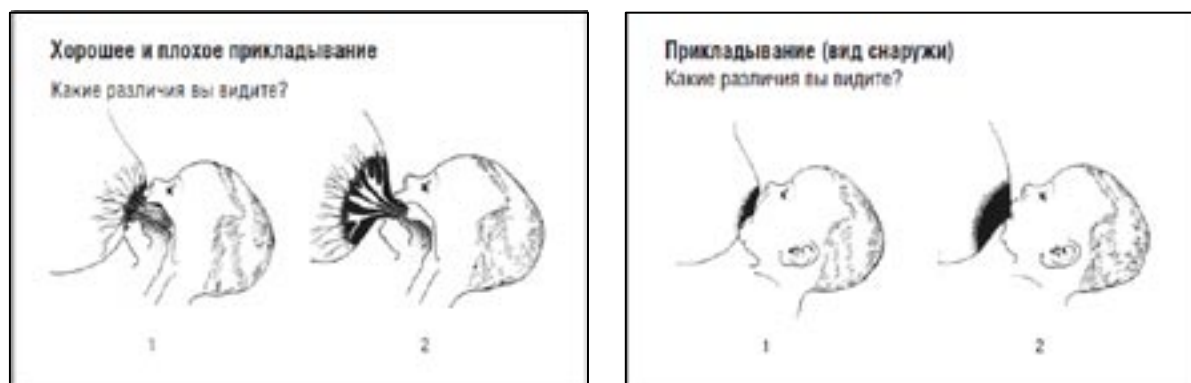 Хорошее и плохое прикладывание
Какие различия вы видите?
1
2
Прикладывание (вид снаружи)
Какие различия вы видите?
1
2